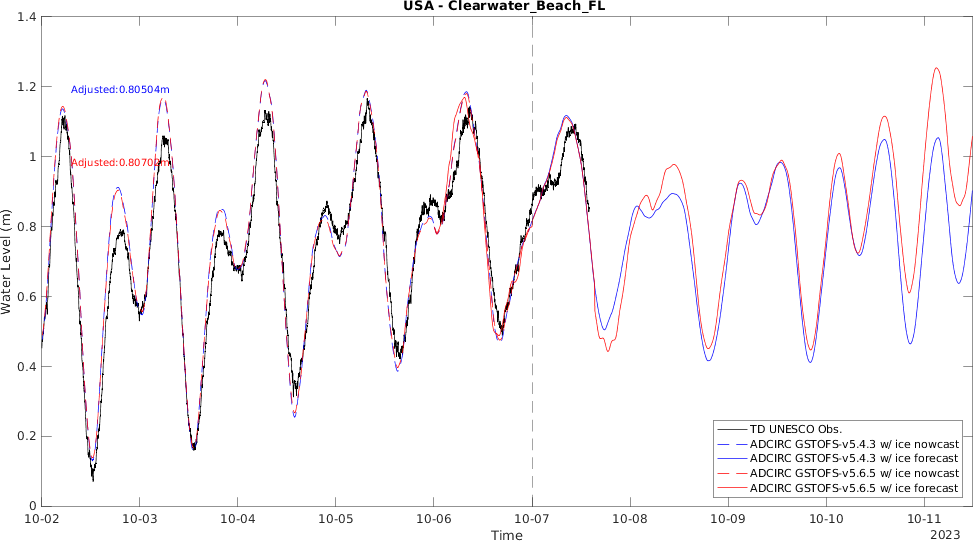 USA - Clearwater_Beach_FL
1.4
1.2
1
0.8
0.6
0.4
0.2
0
Water Level (m)
Adjusted:0.80504m
Adjusted:0.8070 m
TD UNESCO Obs.
ADCIRC GSTOFS-v5.4.3 w/ ice nowcast
ADCIRC GSTOFS-v5.4.3 w/ ice forecast
ADCIRC GSTOFS-v5.6.5 w/ ice nowcast
ADCIRC GSTOFS-v5.6.5 w/ ice forecast
10-02 10-03 10-04 10-05 10-06 10-07 10-08 10-09 10-10 10-11
Time
2023